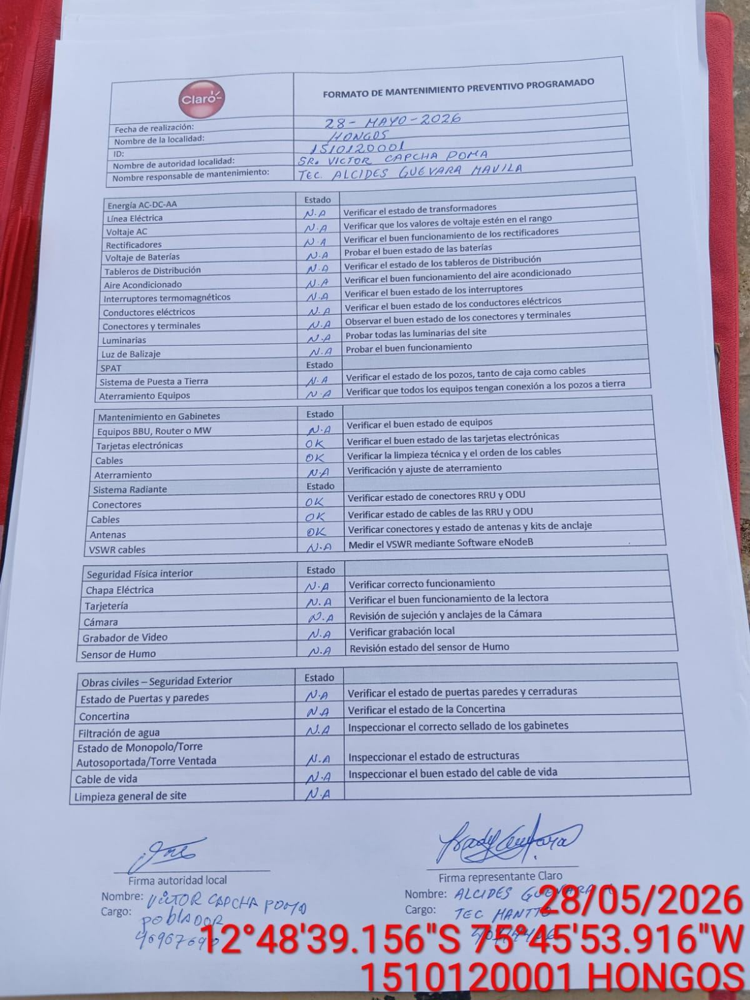 Claro
FORMATO DE MANTENIMIENTO PREVENTIVO PROGRAMADO
Fecha de realización: 28 - MAYO - 2026
Nombre de la localidad: HONGOS
ID: 1510120001
Nombre de autoridad localidad: SR. VICTOR CAPCHA POMA
Nombre responsable de mantenimiento: TEC. ALCIDES GUEVARA MAVILA
Energía AC-DC-AA Estado
Línea Eléctrica N.A Verificar el estado de transformadores
Voltaje AC N.A Verificar que los valores de voltaje estén en el rango
Rectificadores N.A Verificar el buen funcionamiento de los rectificadores
Voltaje de Baterías N.A Probar el buen estado de las baterías
Tableros de Distribución N.A Verificar el estado de los tableros de Distribución
Aire Acondicionado N.A Verificar el buen funcionamiento del aire acondicionado
Interruptores termomagnéticos N.A Verificar el buen estado de los interruptores
Conductores eléctricos N.A Verificar el buen estado de los conductores eléctricos
Conectores y terminales N.A Observar el buen estado de los conectores y terminales
Luminarias N.A Probar todas las luminarias del site
Luz de Balizaje N.A Probar el buen funcionamiento
SPAT Estado
Sistema de Puesta a Tierra N.A Verificar el estado de los pozos, tanto de caja como cables
Aterramiento Equipos N.A Verificar que todos los equipos tengan conexión a los pozos a tierra
Mantenimiento en Gabinetes Estado
Equipos BBU, Router o MW N.A Verificar el buen estado de equipos
Tarjetas electrónicas OK Verificar el buen estado de las tarjetas electrónicas
Cables OK Verificar la limpieza técnica y el orden de los cables
Aterramiento N.A Verificación y ajuste de aterramiento
Sistema Radiante Estado
Conectores OK Verificar estado de conectores RRU y ODU
Cables OK Verificar estado de cables de las RRU y ODU
Antenas OK Verificar conectores y estado de antenas y kits de anclaje
VSWR cables N.A Medir el VSWR mediante Software eNodeB
Seguridad Física interior Estado
Chapa Eléctrica N.A Verificar correcto funcionamiento
Tarjetería N.A Verificar el buen funcionamiento de la lectora
Cámara N.A Revisión de sujeción y anclajes de la Cámara
Grabador de Video N.A Verificar grabación local
Sensor de Humo N.A Revisión estado del sensor de Humo
Obras civiles – Seguridad Exterior Estado
Estado de Puertas y paredes N.A Verificar el estado de puertas paredes y cerraduras
Concertina N.A Verificar el estado de la Concertina
Filtración de agua N.A Inspeccionar el correcto sellado de los gabinetes
Estado de Monopolo/Torre
Autosoportada/Torre Ventada N.A Inspeccionar el estado de estructuras
Cable de vida N.A Inspeccionar el buen estado del cable de vida
Limpieza general de site N.A
Firma autoridad local
Nombre: VICTOR CAPCHA POMA
Cargo: POBLADOR
Firma representante Claro
Nombre: ALCIDES GUEVARA
Cargo: TEC MANTTO
28/05/2026
12°48'39.156"S 75°45'53.916"W
1510120001 HONGOS